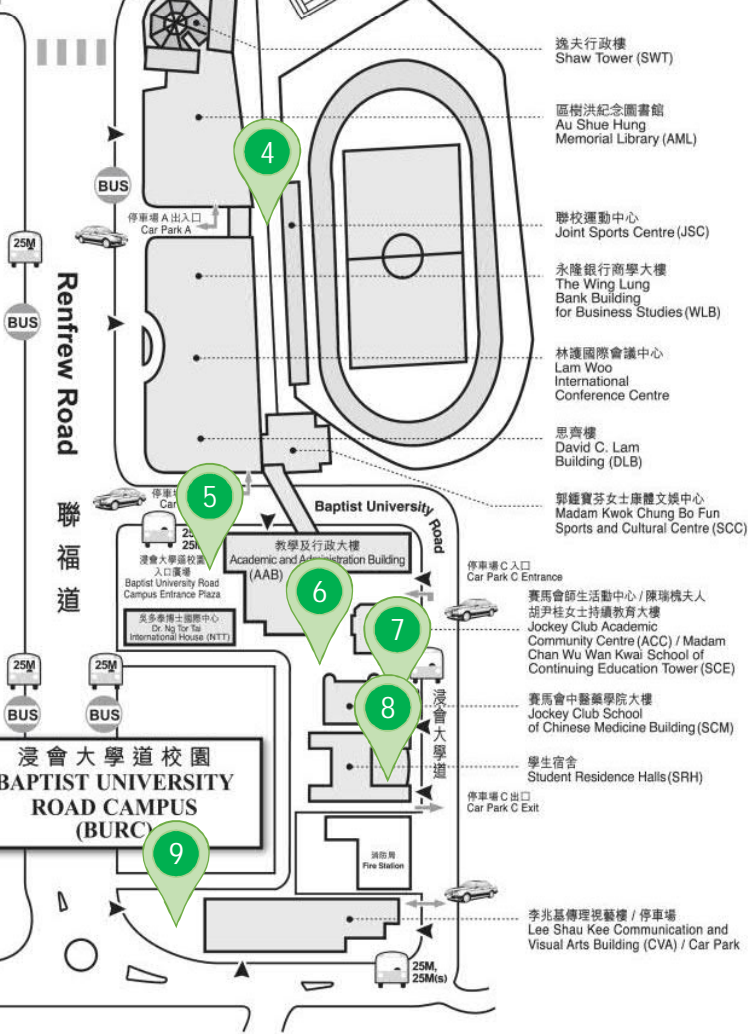 逸夫行政樓
Shaw Tower (SWT)
區樹洪紀念圖書館
Au Shue Hung
Memorial Library (AML)
4
BUS
停車場 A 出入口
Car Park A
聯校運動中心
Joint Sports Centre (JSC)
25M
BUS
Renfrew Road
聯福道
永隆銀行商學大樓
The Wing Lung
Bank Building
for Business Studies (WLB)
林護國際會議中心
Lam Woo
International
Conference Centre
思齊樓
David C. Lam
Building (DLB)
郭鍾寶芬女士康體文娛中心
Madam Kwok Chung Bo Fun
Sports and Cultural Centre (SCC)
5
停車
Car
Baptist University Road
浸會大學道校園
入口廣場
Baptist University Road
Campus Entrance Plaza
教學及行政大樓
Academic and Administration Building
(AAB)
吳多泰博士國際中心
Dr. Ng Tor Tai
International House (NTT)
6
停車場 C 入口
Car Park C Entrance
賽馬會師生活動中心 / 陳瑞槐夫人
胡尹桂女士持續教育大樓
Jockey Club Academic
Community Centre (ACC) / Madam
Chan Wu Wan Kwai School of
Continuing Education Tower (SCE)
7
25M
25M
BUS
BUS
8
浸會大學道
賽馬會中醫藥學院大樓
Jockey Club School
of Chinese Medicine Building (SCM)
學生宿舍
Student Residence Halls (SRH)
停車場 C 出口
Car Park C Exit
浸會大學道校園
BAPTIST UNIVERSITY
ROAD CAMPUS
(BURC)
消防局
Fire Station
9
李兆基傳理視藝樓 / 停車場
Lee Shau Kee Communication and
Visual Arts Building (CVA) / Car Park
25M,
25M(s)